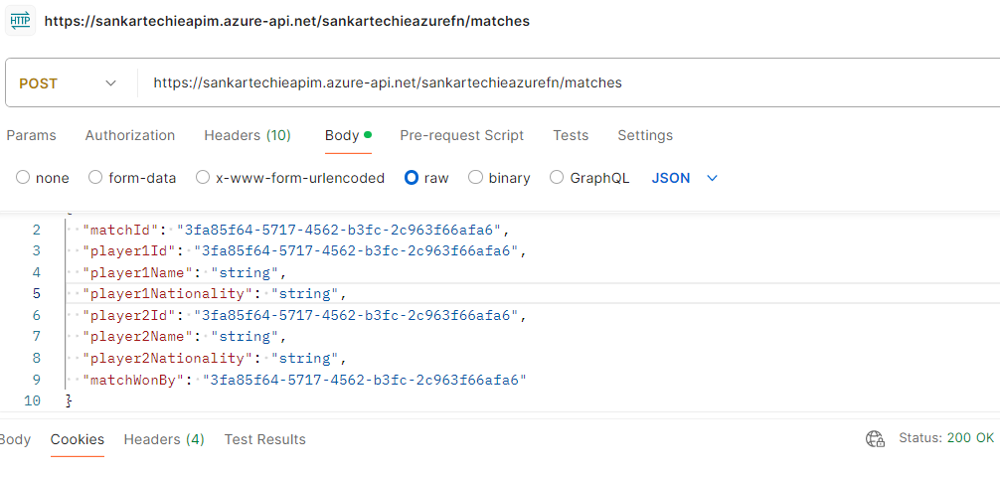 HTTP https://sankartechieapim.azure-api.net/sankartechieazurefn/matches
POST https://sankartechieapim.azure-api.net/sankartechieazurefn/matches
Params Authorization Headers (10) Body Pre-request Script Tests Settings
none form-data x-www-form-urlencoded raw binary GraphQL JSON
2 "matchId": "3fa85f64-5717-4562-b3fc-2c963f66afa6",
3 "player1Id": "3fa85f64-5717-4562-b3fc-2c963f66afa6",
4 "player1Name": "string",
5 "player1Nationality": "string",
6 "player2Id": "3fa85f64-5717-4562-b3fc-2c963f66afa6",
7 "player2Name": "string",
8 "player2Nationality": "string",
9 "matchWonBy": "3fa85f64-5717-4562-b3fc-2c963f66afa6"
10 }
Body Cookies Headers (4) Test Results Status: 200 OK